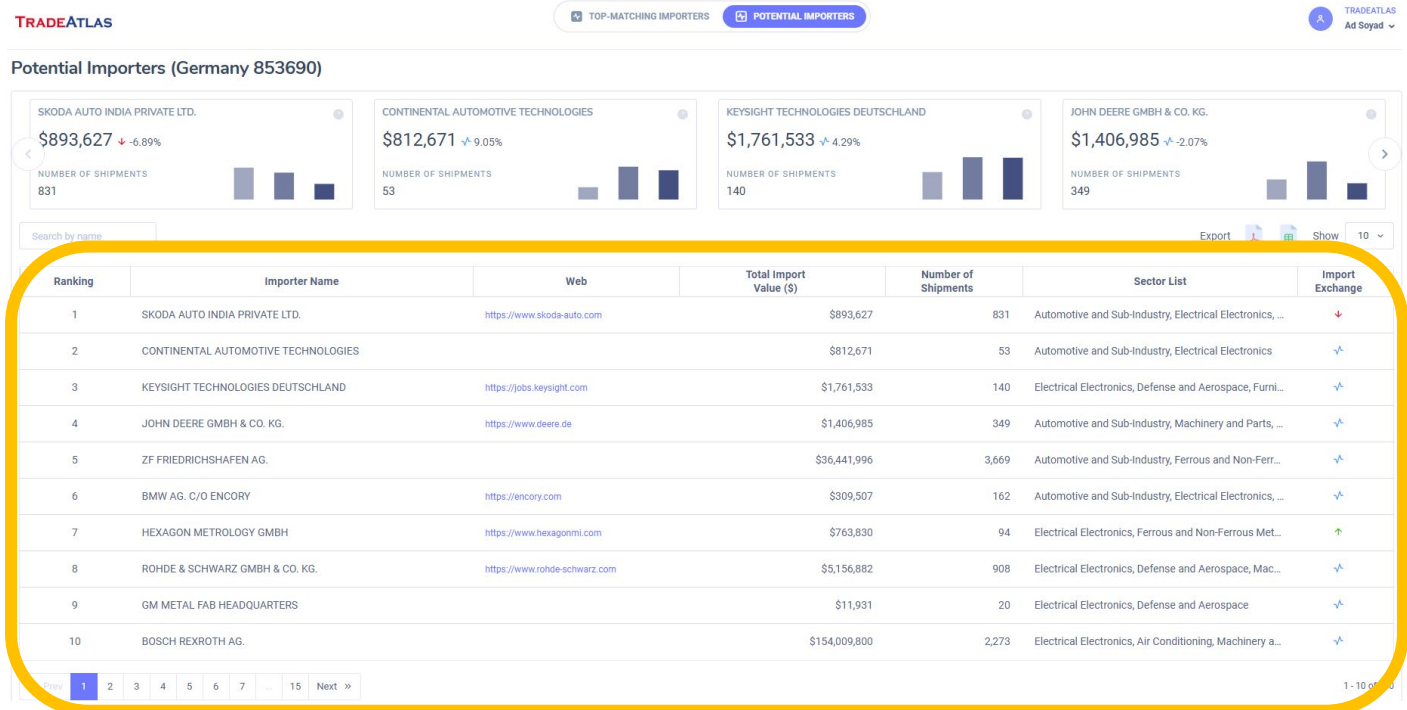 TRADEATLAS
TOP-MATCHING IMPORTERS
POTENTIAL IMPORTERS
TRADEATLAS
Ad Soyad
Potential Importers (Germany 853690)
SKODA AUTO INDIA PRIVATE LTD.
$893,627 -6.89%
NUMBER OF SHIPMENTS
831
CONTINENTAL AUTOMOTIVE TECHNOLOGIES
$812,671 9.05%
NUMBER OF SHIPMENTS
53
KEYSIGHT TECHNOLOGIES DEUTSCHLAND
$1,761,533 4.29%
NUMBER OF SHIPMENTS
140
JOHN DEERE GMBH & CO. KG.
$1,406,985 -2.07%
NUMBER OF SHIPMENTS
349
Search by name
Export Show 10
Ranking Importer Name Web Total Import Value ($) Number of Shipments Sector List Import Exchange
1 SKODA AUTO INDIA PRIVATE LTD. https://www.skoda-auto.com $893,627 831 Automotive and Sub-Industry, Electrical Electronics, ...
2 CONTINENTAL AUTOMOTIVE TECHNOLOGIES $812,671 53 Automotive and Sub-Industry, Electrical Electronics
3 KEYSIGHT TECHNOLOGIES DEUTSCHLAND https://jobs.keysight.com $1,761,533 140 Electrical Electronics, Defense and Aerospace, Furni...
4 JOHN DEERE GMBH & CO. KG. https://www.deere.de $1,406,985 349 Automotive and Sub-Industry, Machinery and Parts, ...
5 ZF FRIEDRICHSHAFEN AG. $36,441,996 3,669 Automotive and Sub-Industry, Ferrous and Non-Ferr...
6 BMW AG. C/O ENCORY https://encory.com $309,507 162 Automotive and Sub-Industry, Electrical Electronics, ...
7 HEXAGON METROLOGY GMBH https://www.hexagonmi.com $763,830 94 Electrical Electronics, Ferrous and Non-Ferrous Met...
8 ROHDE & SCHWARZ GMBH & CO. KG. https://www.rohde-schwarz.com $5,156,882 908 Electrical Electronics, Defense and Aerospace, Mac...
9 GM METAL FAB HEADQUARTERS $11,931 20 Electrical Electronics, Defense and Aerospace
10 BOSCH REXROTH AG. $154,009,800 2,273 Electrical Electronics, Air Conditioning, Machinery a...
Prev 1 2 3 4 5 6 7 ... 15 Next »
1 - 10